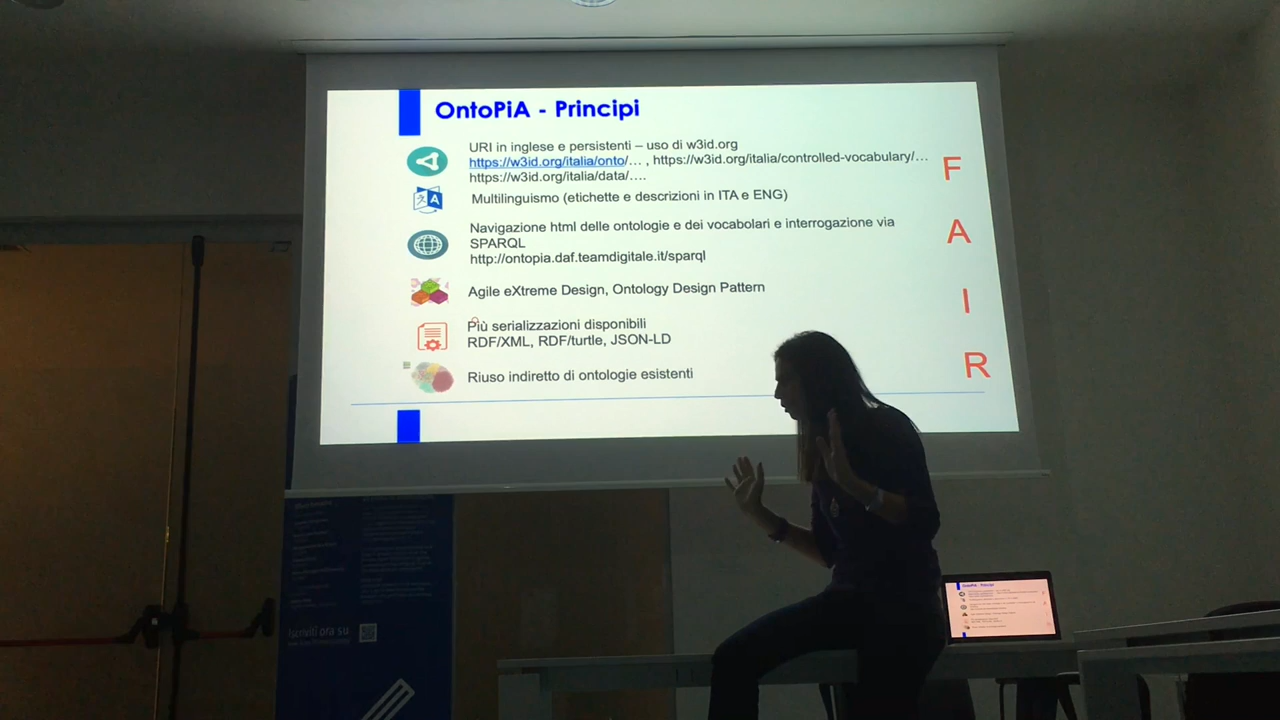 OntoPiA - Principi
URI in inglese e persistenti – uso di w3id.org
https://w3id.org/italia/onto/… , https://w3id.org/italia/controlled-vocabulary/…
https://w3id.org/italia/data/….
Multilinguismo (etichette e descrizioni in ITA e ENG)
Navigazione html delle ontologie e dei vocabolari e interrogazione via
SPARQL
http://ontopia.daf.teamdigitale.it/sparql
Agile eXtreme Design, Ontology Design Pattern
Più serializzazioni disponibili
RDF/XML, RDF/turtle, JSON-LD
Riuso indiretto di ontologie esistenti
F
A
I
R
Iscriviti ora su
OntoPiA - Principi